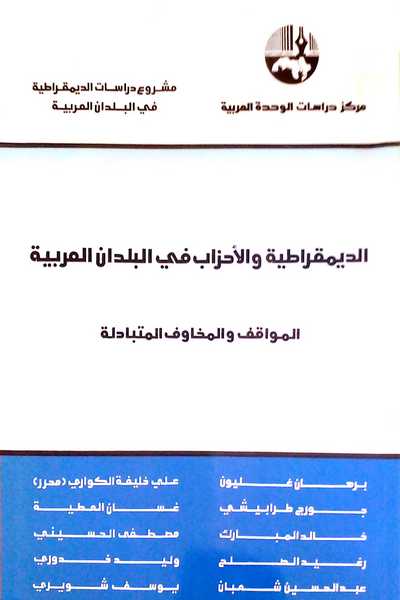 مركز دراسات الوحدة العربية
مشروع دراسات الديمقراطية
في البلدان العربية
الديمقراطية والأحزاب في البلدان العربية
المواقف والمخاوف المتبادلة
برهان غليون
جورج طرابيشي
خالد المبارك
رغيد الصلح
عبدالحسين شعبان
علي خليفة الكواري (محرر)
غسان العطية
مصطفى الحسيني
وليد خدوري
يوسف شويري